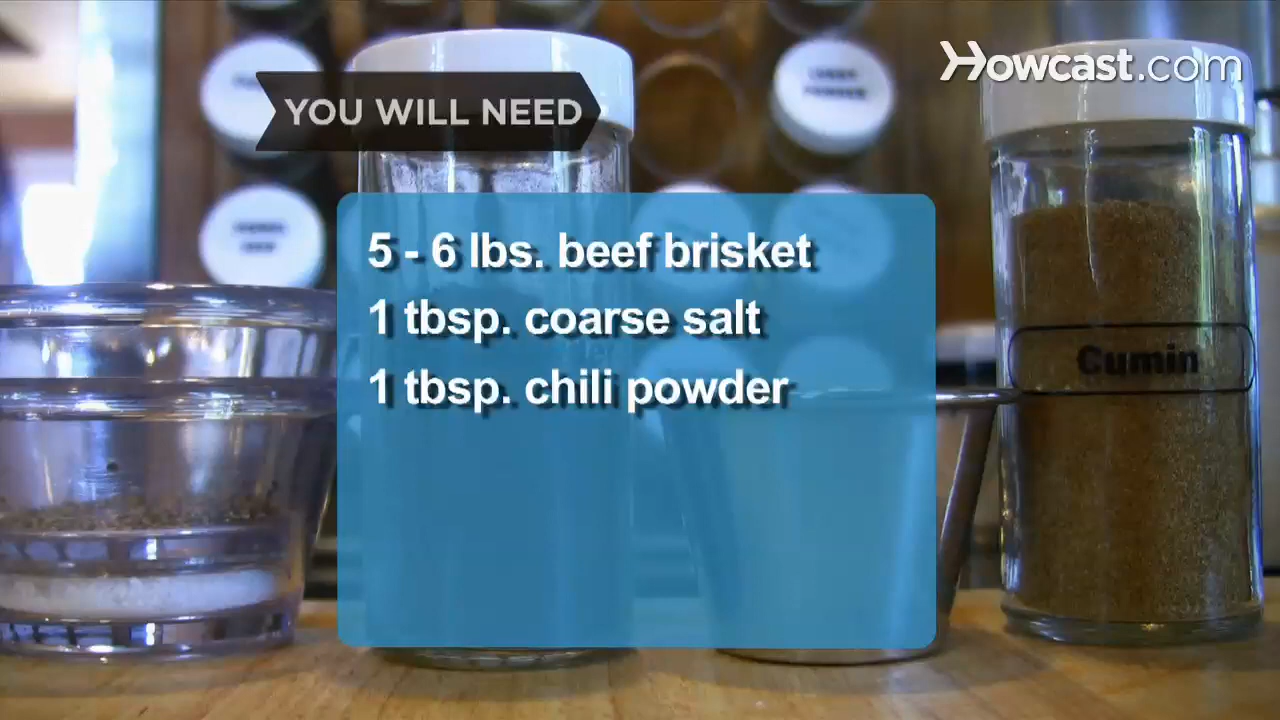 Howcast.com
YOU WILL NEED
5 - 6 lbs. beef brisket
1 tbsp. coarse salt
1 tbsp. chili powder
Cumin